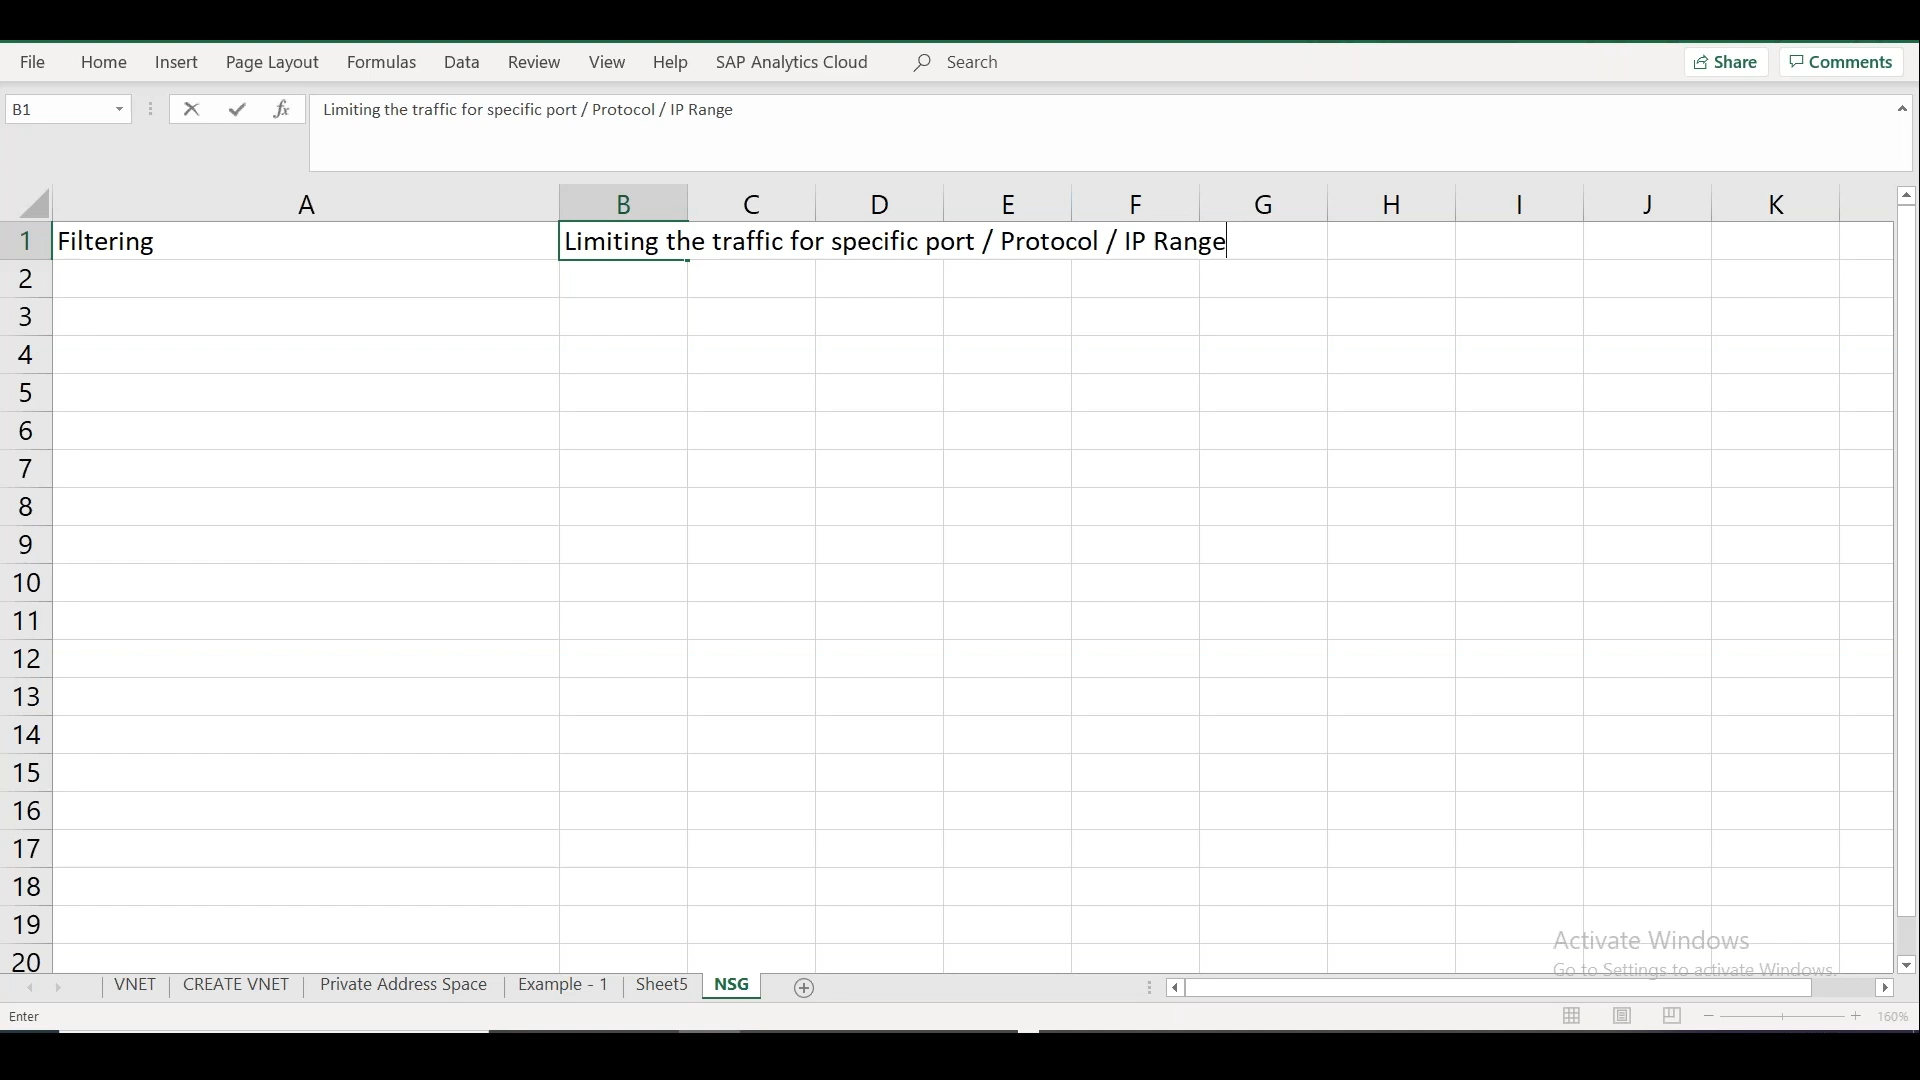 File Home Insert Page Layout Formulas Data Review View Help SAP Analytics Cloud Search Share Comments
B1 fx Limiting the traffic for specific port / Protocol / IP Range
A B C D E F G H I J K
1 Filtering Limiting the traffic for specific port / Protocol / IP Range
2
3
4
5
6
7
8
9
10
11
12
13
14
15
16
17
18
19
Activate Windows
20
Go to Settings to activate Windows.
VNET CREATE VNET Private Address Space Example - 1 Sheet5 NSG
Enter 160%